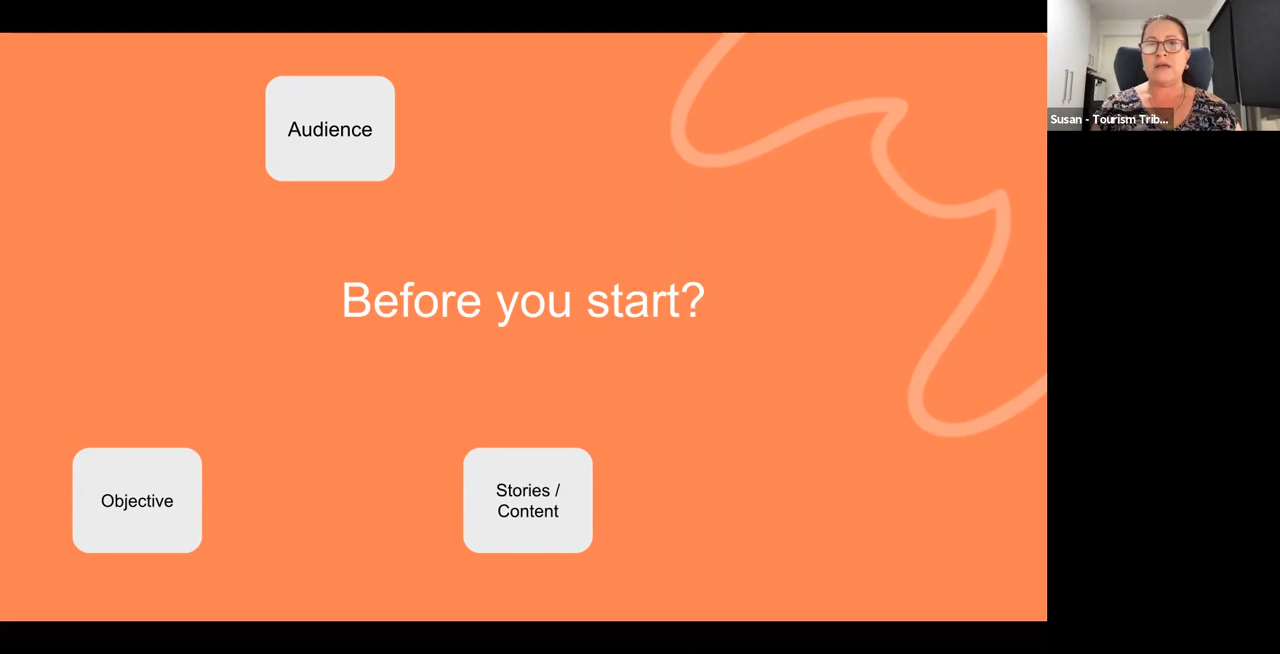 Audience
Susan - Tourism Trib...
Before you start?
Objective
Stories /
Content